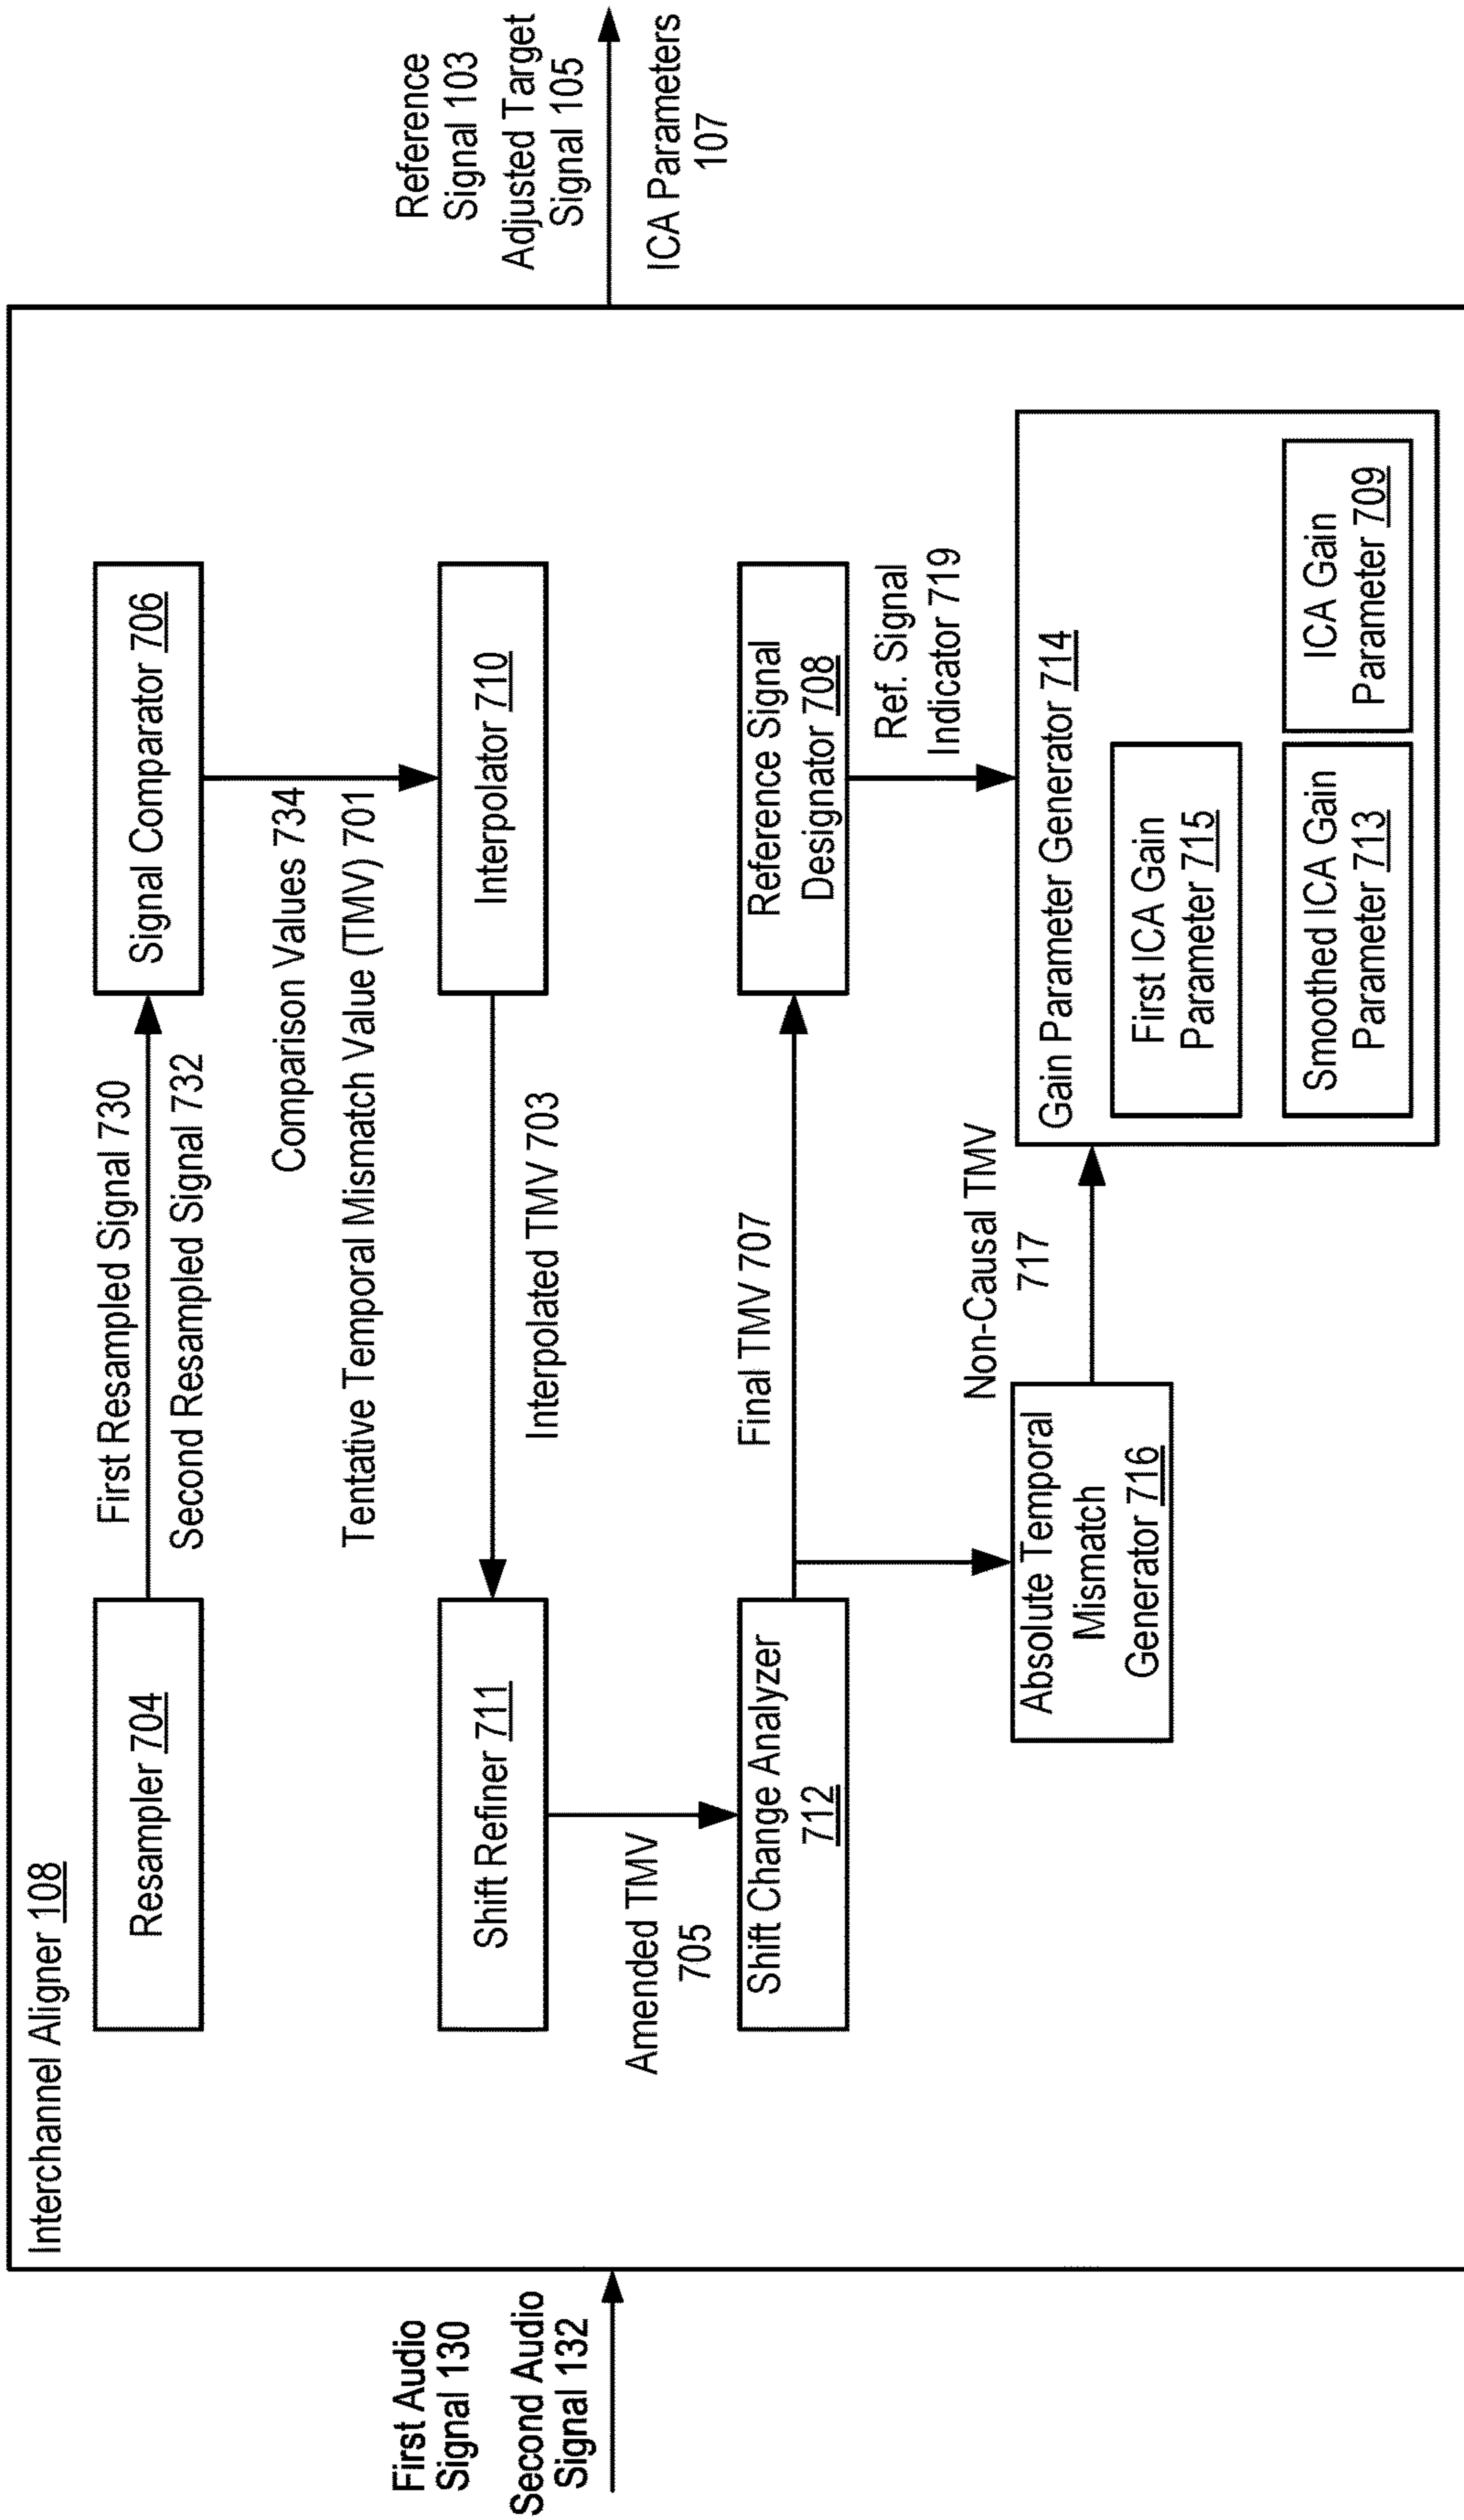 Interchannel Aligner 108
First Audio
Signal 130
Second Audio
Signal 132
Resampler 704
First Resampled Signal 730
Second Resampled Signal 732
Signal Comparator 706
Comparison Values 734
Tentative Temporal Mismatch Value (TMV) 701
Shift Refiner 711
Interpolated TMV 703
Interpolator 710
Amended TMV
705
Shift Change Analyzer
712
Final TMV 707
Reference Signal
Designator 708
Ref. Signal
Indicator 719
Absolute Temporal
Mismatch
Generator 716
Non-Causal TMV
717
Gain Parameter Generator 714
First ICA Gain
Parameter 715
Smoothed ICA Gain
Parameter 713
ICA Gain
Parameter 709
Reference
Signal 103
Adjusted Target
Signal 105
ICA Parameters
107